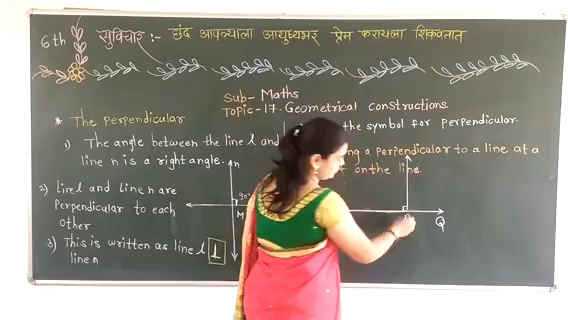 6th
सुविचार :- छंद आपल्याला आयुष्यभर प्रेम करायला शिकवतात
Sub- Maths
Topic-17. Geometrical constructions.
* The perpendicular
1) The angle between the line l and
line n is a right angle.
2) Line l and Line n are
Perpendicular to each
other
3) This is written as line l ⊥
line n
n
90°
M
the symbol for perpendicular.
a perpendicular to a line at a
on the line.
Q